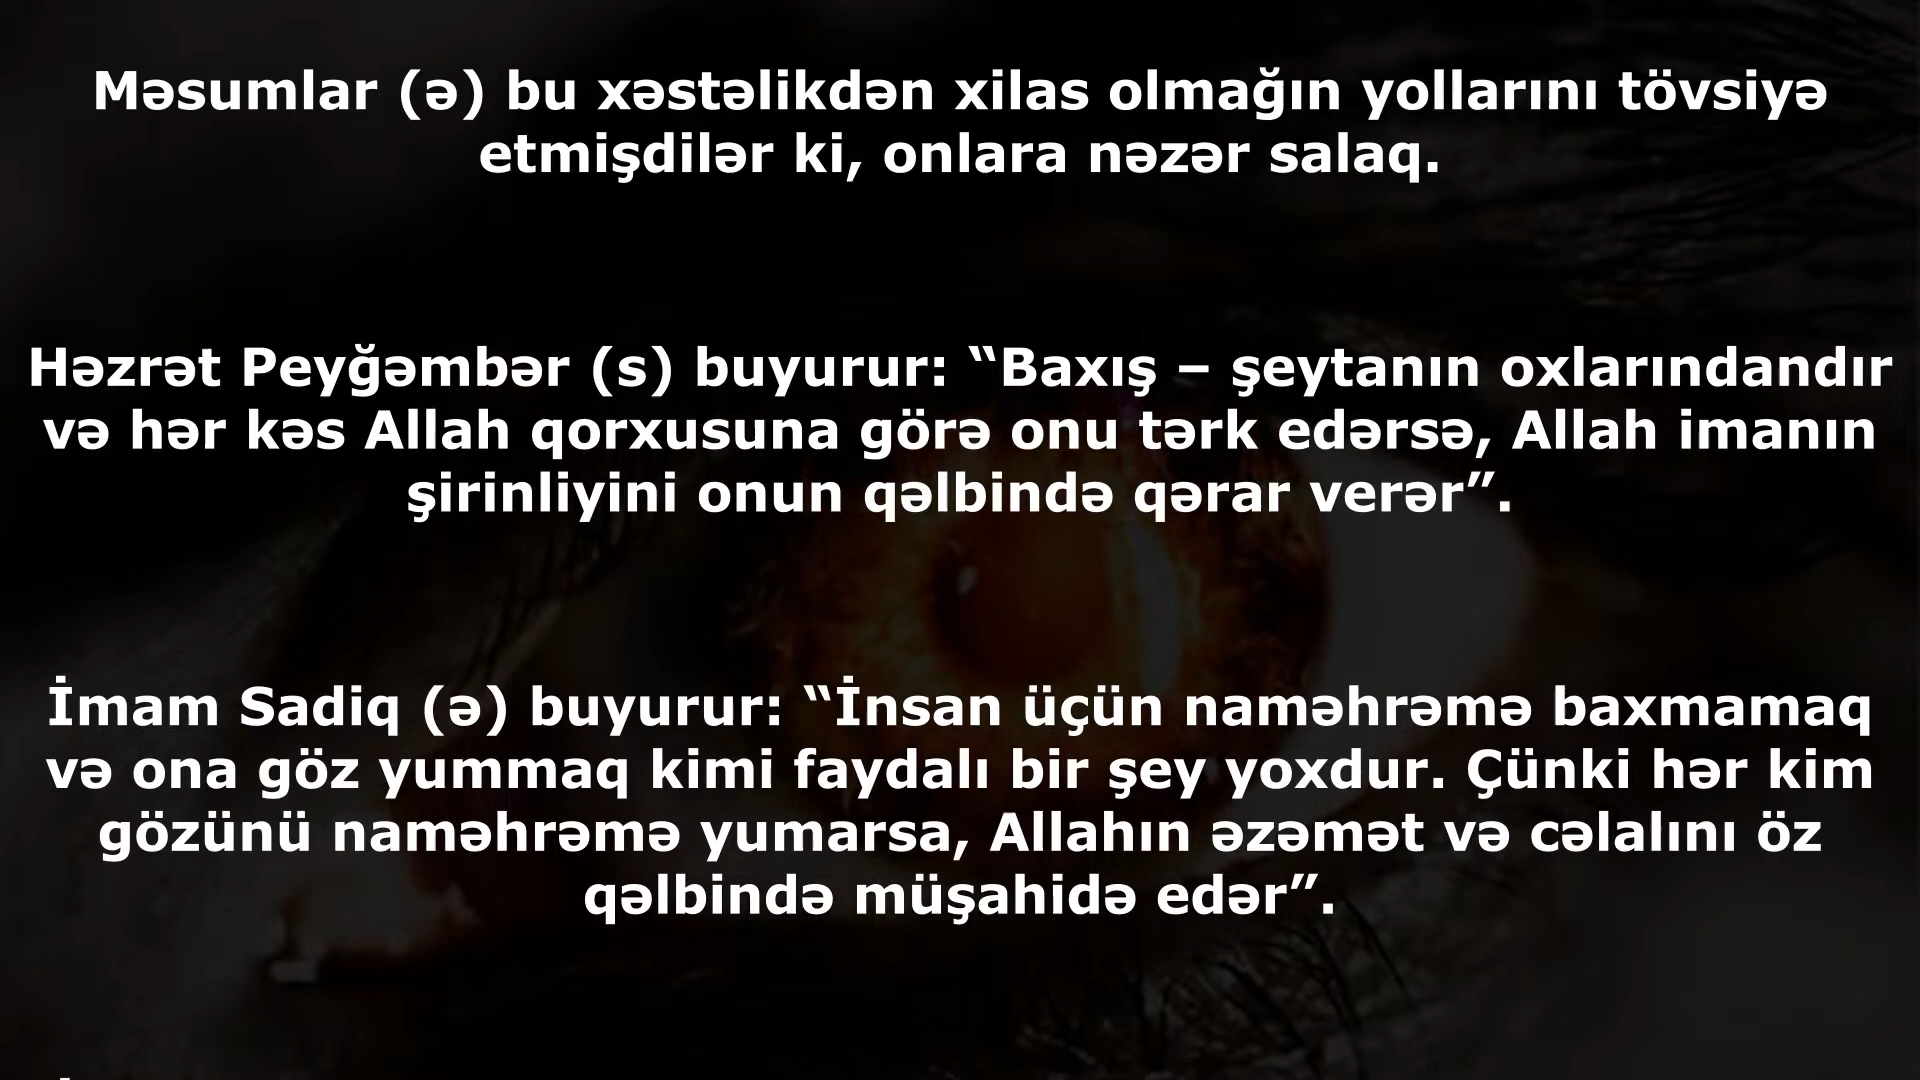 Məsumlar (ə) bu xəstəlikdən xilas olmağın yollarını tövsiyə
etmişdilər ki, onlara nəzər salaq.
Həzrət Peyğəmbər (s) buyurur: “Baxış – şeytanın oxlarındandır
və hər kəs Allah qorxusuna görə onu tərk edərsə, Allah imanın
şirinliyini onun qəlbində qərar verər”.
İmam Sadiq (ə) buyurur: “İnsan üçün naməhrəmə baxmamaq
və ona göz yummaq kimi faydalı bir şey yoxdur. Çünki hər kim
gözünü naməhrəmə yumarsa, Allahın əzəmət və cəlalını öz
qəlbində müşahidə edər”.